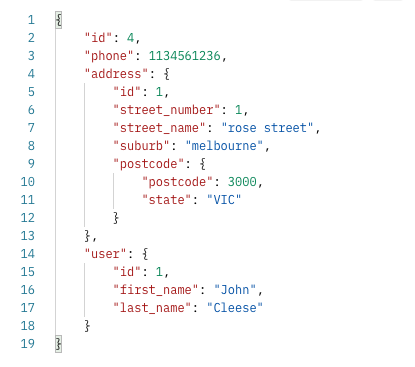 1 {
2     "id": 4,
3     "phone": 1134561236,
4     "address": {
5         "id": 1,
6         "street_number": 1,
7         "street_name": "rose street",
8         "suburb": "melbourne",
9         "postcode": {
10             "postcode": 3000,
11             "state": "VIC"
12         }
13     },
14     "user": {
15         "id": 1,
16         "first_name": "John",
17         "last_name": "Cleese"
18     }
19 }